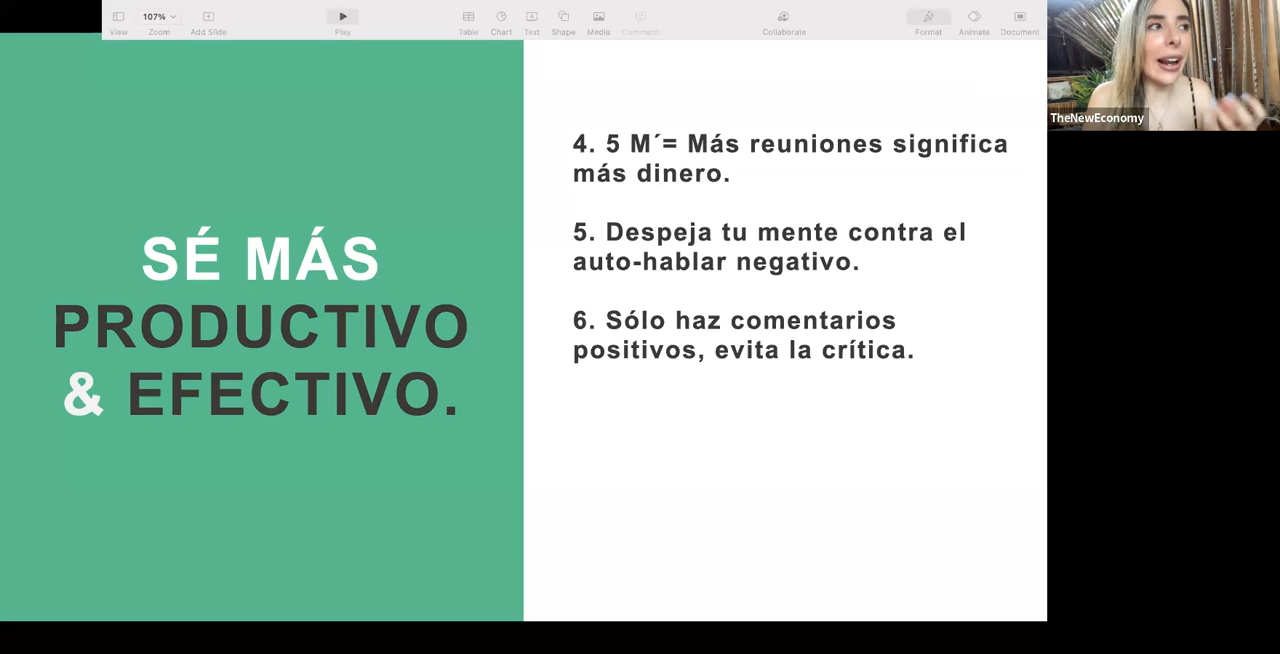 107%
View
Zoom
Add Slide
Play
Table
Chart
Text
Shape
Media
Comment
Collaborate
Format
Animate
Document
TheNewEconomy
SÉ MÁS
PRODUCTIVO
& EFECTIVO.
4. 5 M´= Más reuniones significa
más dinero.
5. Despeja tu mente contra el
auto-hablar negativo.
6. Sólo haz comentarios
positivos, evita la crítica.